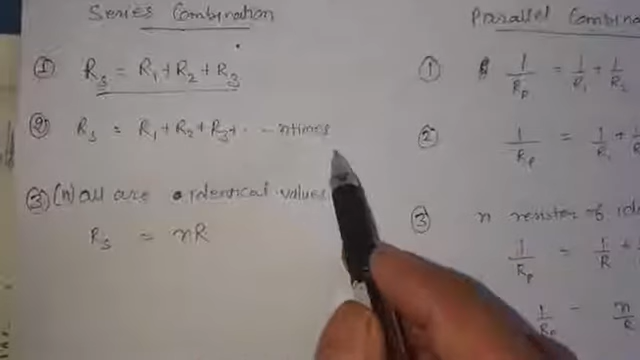 Series Combination
① Rs = R1 + R2 + R3
② Rs = R1 + R2 + R3 + · · · n times
③ (n) all are identical values
Rs = nR
Parallel Combina
① 1/Rp = 1/R1 + 1/R2
② 1/Rp = 1/R1 +
③ n resistor of ide
1/Rp = 1/R +
1/Rp = n/R